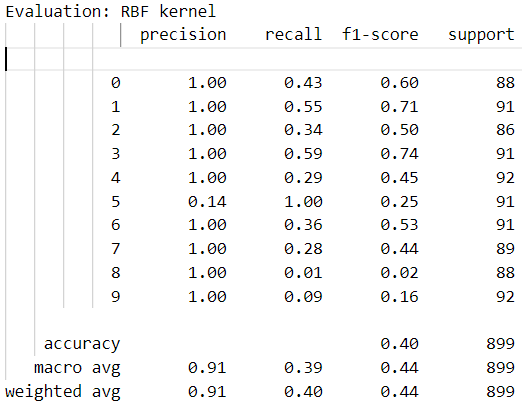 Evaluation: RBF kernel
precision recall f1-score support
0 1.00 0.43 0.60 88
1 1.00 0.55 0.71 91
2 1.00 0.34 0.50 86
3 1.00 0.59 0.74 91
4 1.00 0.29 0.45 92
5 0.14 1.00 0.25 91
6 1.00 0.36 0.53 91
7 1.00 0.28 0.44 89
8 1.00 0.01 0.02 88
9 1.00 0.09 0.16 92
accuracy 0.40 899
macro avg 0.91 0.39 0.44 899
weighted avg 0.91 0.40 0.44 899